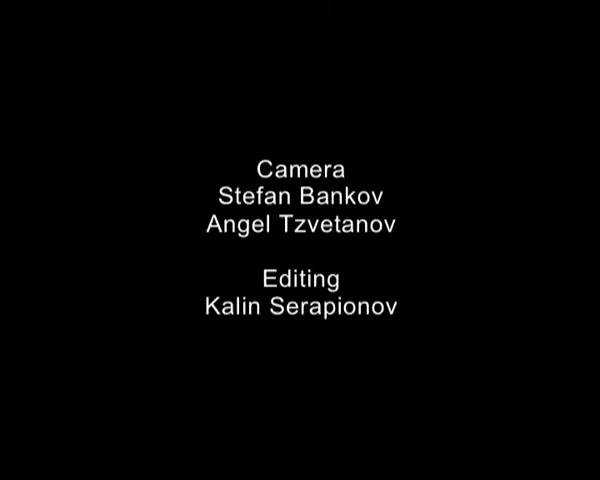 Camera
Stefan Bankov
Angel Tzvetanov
Editing
Kalin Serapionov